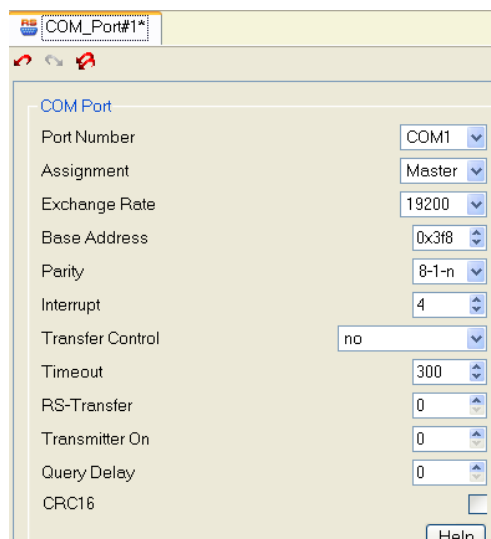 RS COM_Port#1*
COM Port
Port Number COM1
Assignment Master
Exchange Rate 19200
Base Address 0x3f8
Parity 8-1-n
Interrupt 4
Transfer Control no
Timeout 300
RS-Transfer 0
Transmitter On 0
Query Delay 0
CRC16
Help